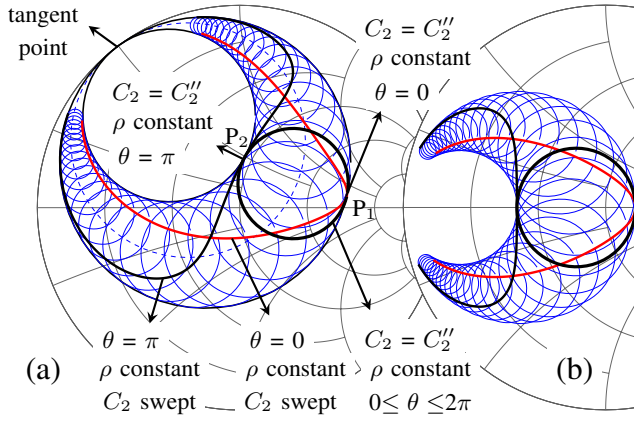 tangent
point
C₂ = C₂′′
ρ constant
θ = π
P₂
C₂ = C₂′′
ρ constant
θ = 0
P₁
θ = π
ρ constant
C₂ swept
θ = 0
ρ constant
C₂ swept
C₂ = C₂′′
ρ constant
0≤ θ ≤2π
(a)
(b)